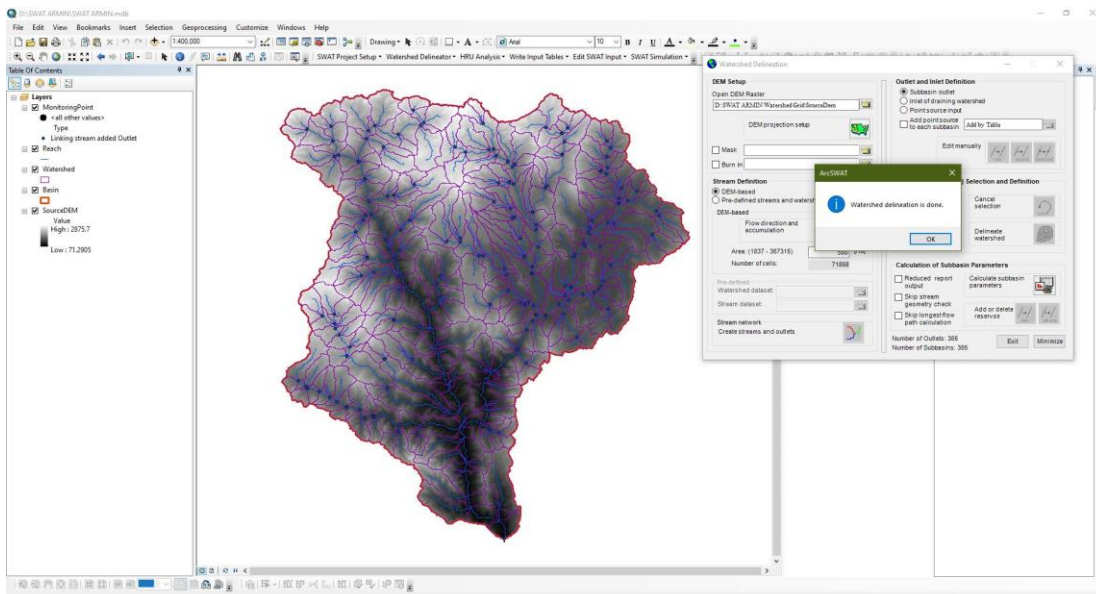 D:\SWAT ARMIN\SWAT ARMIN.mdb
File Edit View Bookmarks Insert Selection Geoprocessing Customize Windows Help
1:400,000
Drawing
Arial
10
B I U A
SWAT Project Setup Watershed Delineator HRU Analysis Write Input Tables Edit SWAT Input SWAT Simulation
Table Of Contents
Layers
MonitoringPoint
<all other values>
Type
Linking stream added Outlet
Reach
Watershed
Basin
SourceDEM
Value
High : 2875.7
Low : 71.2905
Watershed Delineation
DEM Setup
Open DEM Raster
D:\SWAT ARMIN\Watershed\Grid\SourceDem
DEM projection setup
Mask
Burn In
Stream Definition
DEM-based
Pre-defined streams and watersh
DEM-based
Flow direction and
accumulation
Area: (1837 - 367315)
500
Number of cells:
71868
Pre-defined
Watershed dataset:
Stream dataset:
Stream network
Create streams and outlets
Outlet and Inlet Definition
Subbasin outlet
Inlet of draining watershed
Point source input
Add point source
to each subbasin
Add by Table
Edit manually
ArcSWAT
Watershed delineation is done.
OK
) Selection and Definition
Cancel
selection
Delineate
watershed
Calculation of Subbasin Parameters
Reduced report
output
Calculate subbasin
parameters
Skip stream
geometry check
Skip longest flow
path calculation
Add or delete
reservoir
Number of Outlets: 385
Number of Subbasins: 385
Exit
Minimize